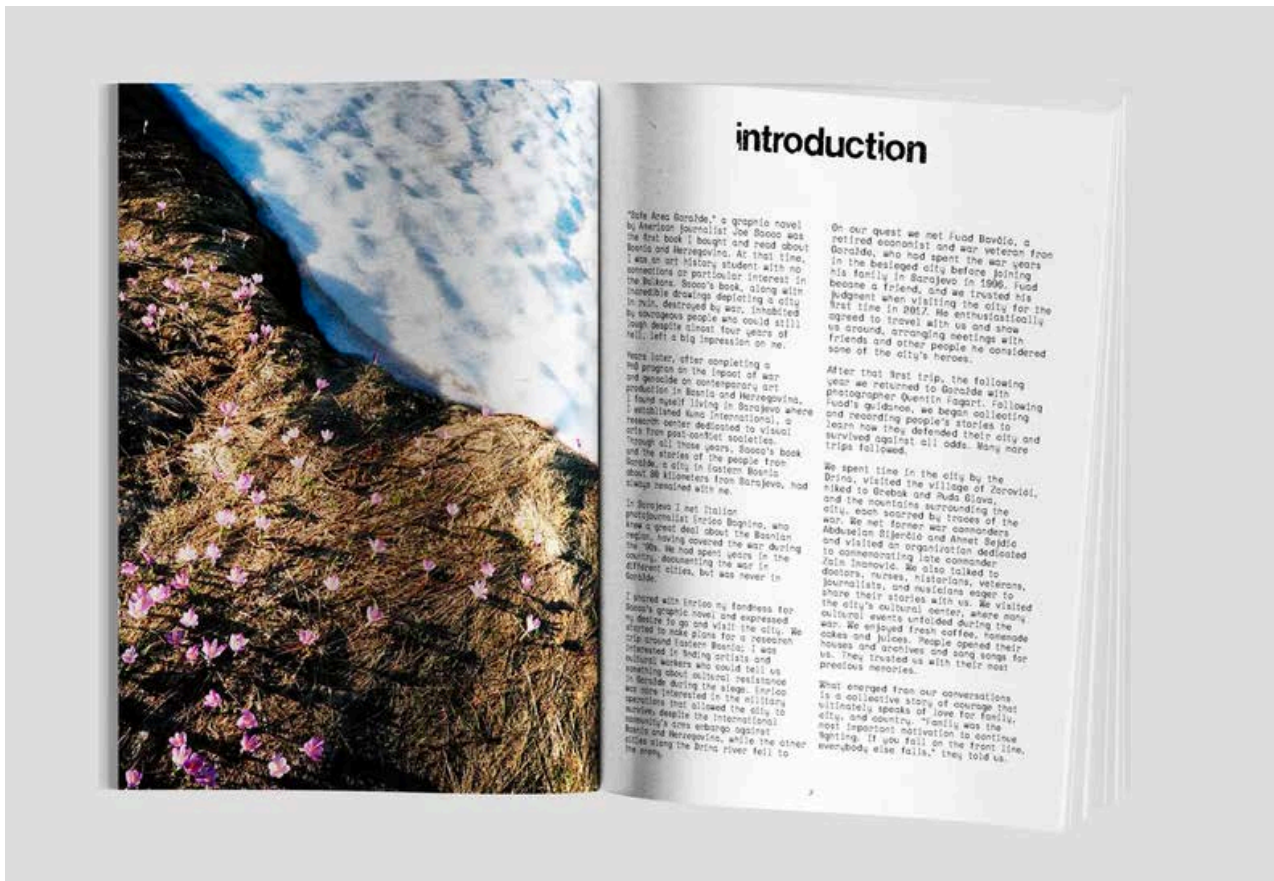 introduction
"Safe Area Goražde," a graphic novel
by American journalist Joe Sacco was
the first book I bought and read about
Bosnia and Herzegovina. At that time,
I was an art history student with no
connections or particular interest in
the Balkans. Sacco's book, along with
incredible drawings depicting a city
in ruin, destroyed by war, inhabited
by courageous people who could still
laugh despite almost four years of
hell, left a big impression on me.
Years later, after completing a
PhD program on the impact of war
and genocide on contemporary art
production in Bosnia and Herzegovina,
I found myself living in Sarajevo where
I established Kuma International, a
research center dedicated to visual
arts from post-conflict societies.
Through all those years, Sacco's book
and the stories of the people from
Goražde, a city in Eastern Bosnia
about 90 kilometers from Sarajevo, had
always remained with me.
In Sarajevo I met Italian
photojournalist Enrico Dagnino, who
knew a great deal about the Bosnian
region, having covered the war during
the '90s. He had spent years in the
country, documenting the war in
different cities, but was never in
Goražde.
I shared with Enrico my fondness for
Sacco's graphic novel and expressed
my desire to go and visit the city. We
started to make plans for a research
trip around Eastern Bosnia; I was
interested in finding artists and
cultural workers who could tell us
something about cultural resistance
in Goražde during the siege. Enrico
was more interested in the military
operations that allowed the city to
survive, despite the International
community's arms embargo against
Bosnia and Herzegovina, while the other
cities along the Drina river fell to
the enemy.
On our quest we met Fuad Bavčić, a
retired economist and war veteran from
Goražde, who had spent the war years
in the besieged city before joining
his family in Sarajevo in 1996. Fuad
became a friend, and we trusted his
judgment when visiting the city for the
first time in 2017. He enthusiastically
agreed to travel with us and show
us around, arranging meetings with
friends and other people he considered
some of the city's heroes.
After that first trip, the following
year we returned to Goražde with
photographer Quentin Fagart. Following
Fuad's guidance, we began collecting
and recording people's stories to
learn how they defended their city and
survived against all odds. Many more
trips followed.
We spent time in the city by the
Drina, visited the village of Zorovići,
hiked to Grebak and Ruda Glava,
and the mountains surrounding the
city, each scarred by traces of the
war. We met former war commanders
Abduselam Sijerčić and Ahmet Sejdić
and visited an organization dedicated
to commemorating late commander
Zaim Imamović. We also talked to
doctors, nurses, historians, veterans,
journalists, and musicians eager to
share their stories with us. We visited
the city's cultural center, where many
cultural events unfolded during the
war. We enjoyed fresh coffee, homemade
cakes and juices. People opened their
houses and archives and sang songs for
us. They trusted us with their most
precious memories.
What emerged from our conversations
is a collective story of courage that
ultimately speaks of love for family,
city, and country. "Family was the
most important motivation to continue
fighting. If you fall on the front line,
everybody else falls," they told us.